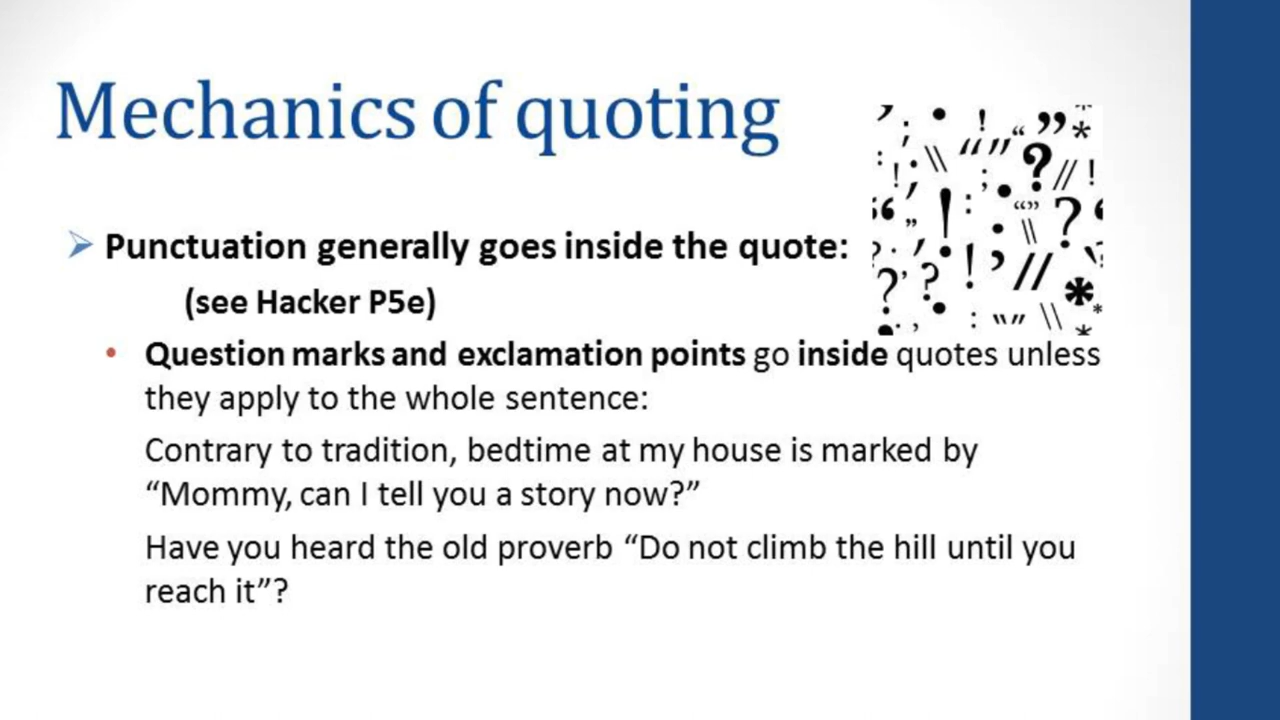 Mechanics of quoting
Punctuation generally goes inside the quote:
(see Hacker P5e)
Question marks and exclamation points go inside quotes unless
they apply to the whole sentence:
Contrary to tradition, bedtime at my house is marked by
“Mommy, can I tell you a story now?”
Have you heard the old proverb “Do not climb the hill until you
reach it”?